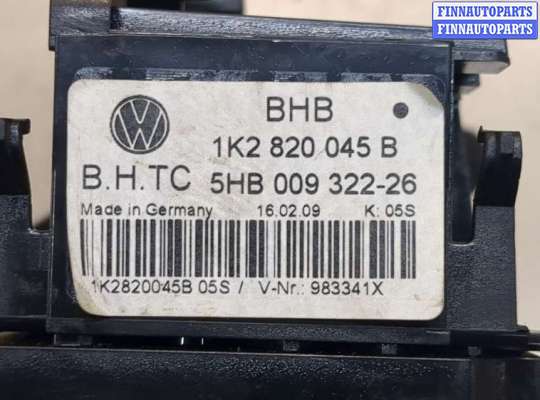 FINNAUTOPARTS
FINNAUTOPARTS
BHB
1K2 820 045 B
B.H.TC 5HB 009 322-26
Made in Germany 16.02.09 K: 05S
1K2820045B 05S / V-Nr.: 983341X